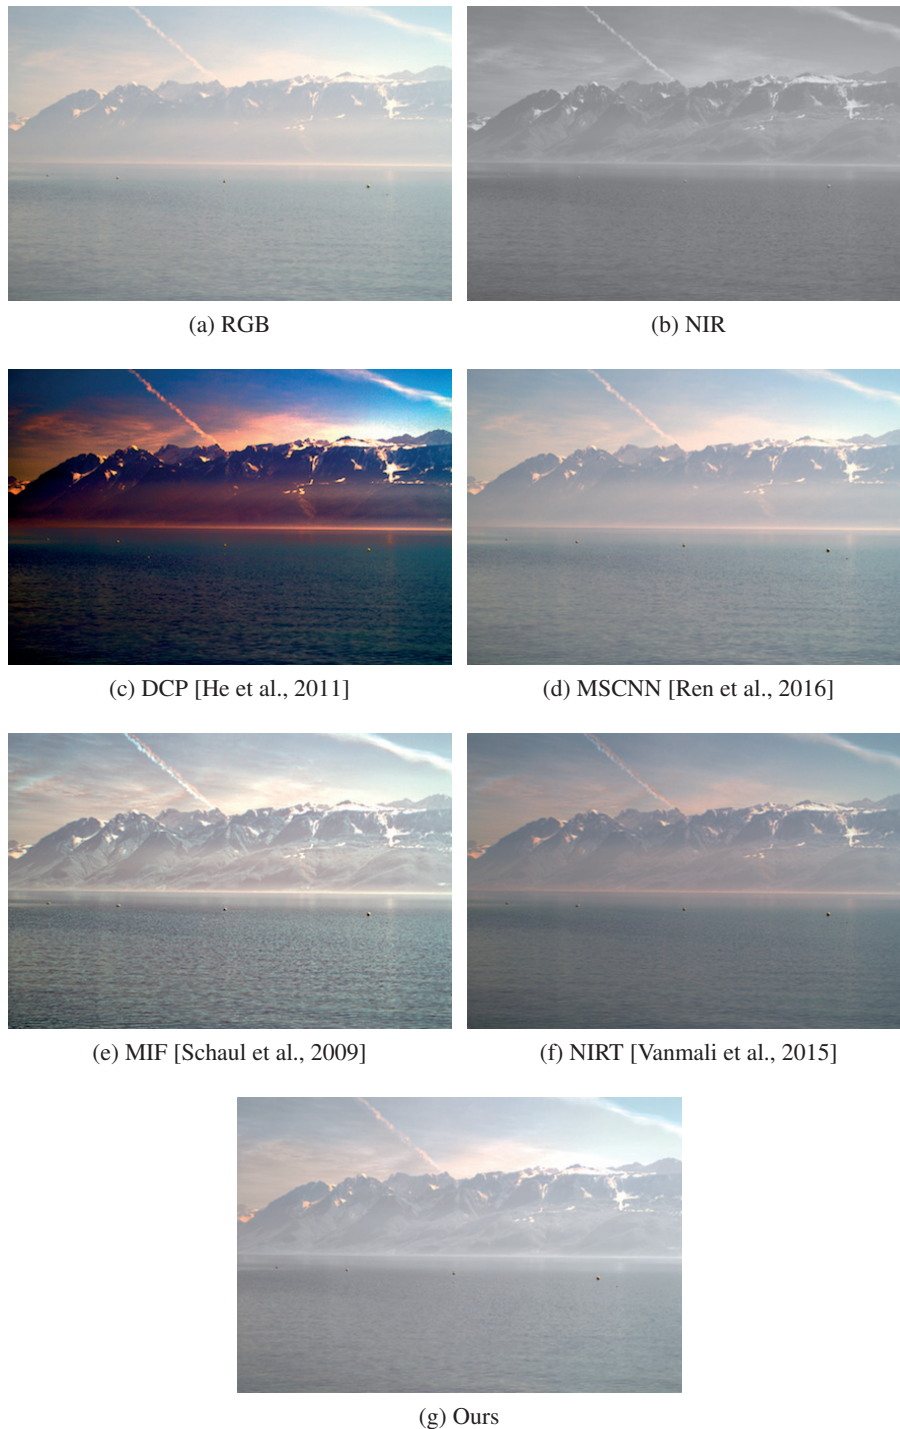 (a) RGB
(b) NIR
(c) DCP [He et al., 2011]
(d) MSCNN [Ren et al., 2016]
(e) MIF [Schaul et al., 2009]
(f) NIRT [Vanmali et al., 2015]
(g) Ours